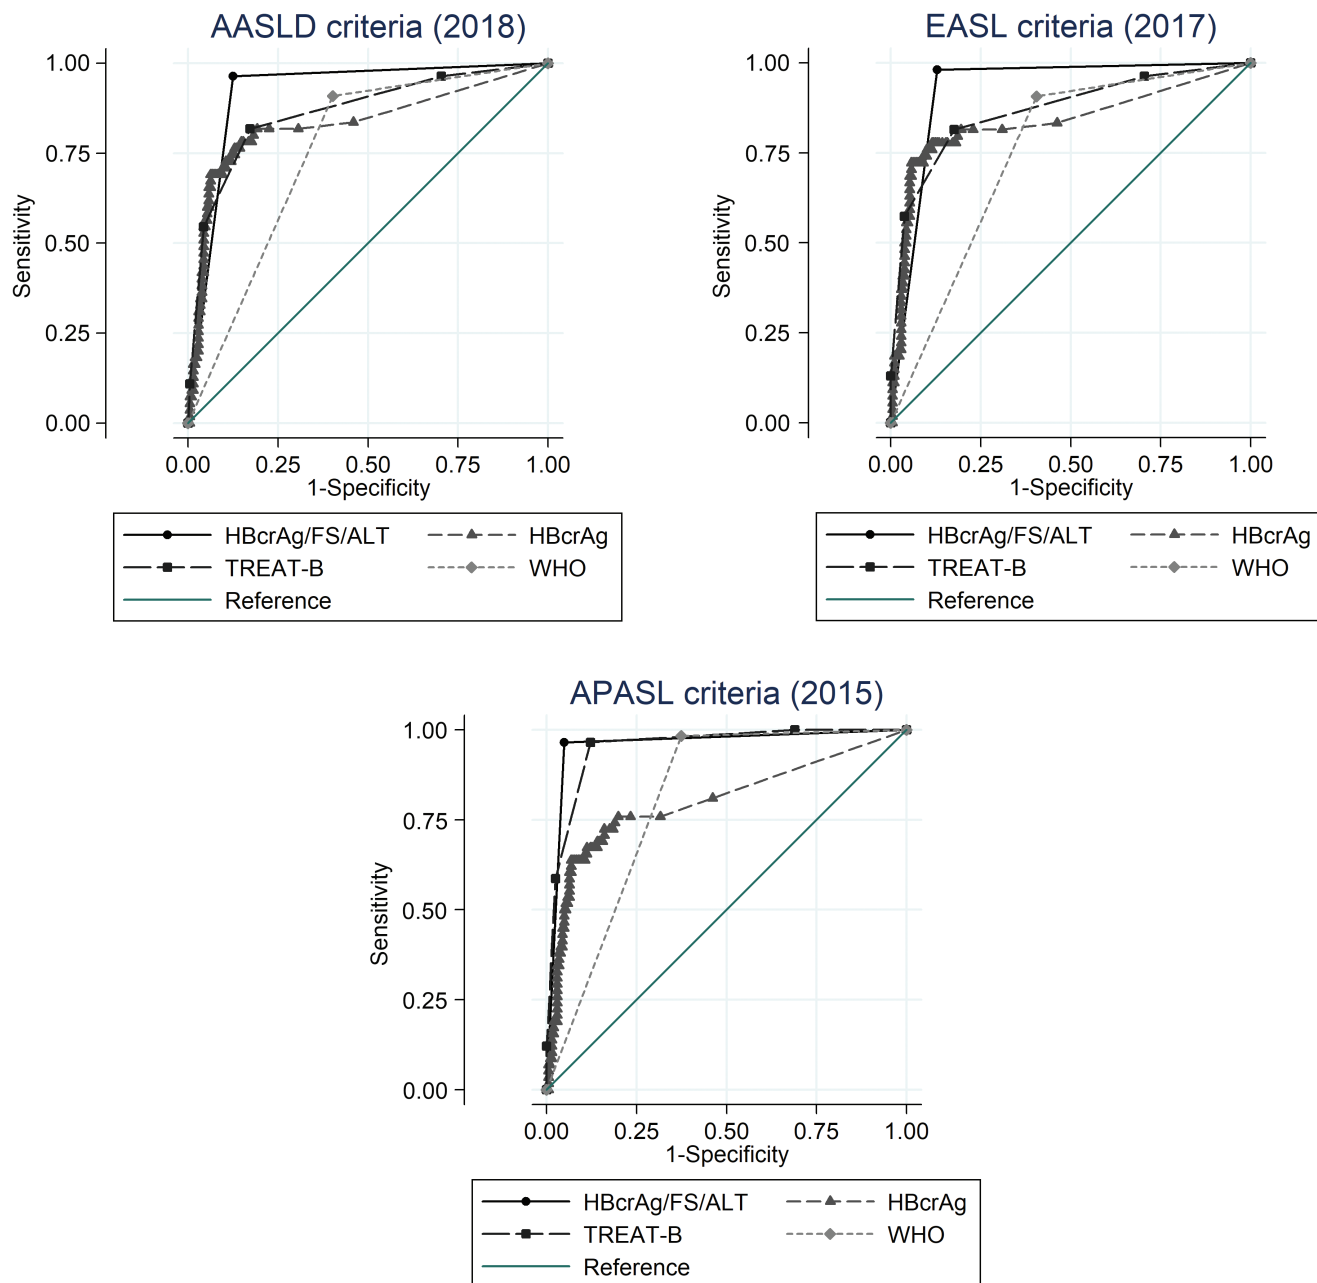 AASLD criteria (2018)
1.00
0.75
0.50
0.25
0.00
Sensitivity
0.00 0.25 0.50 0.75 1.00
1-Specificity
HBcrAg/FS/ALT HBcrAg
TREAT-B WHO
Reference
EASL criteria (2017)
1.00
0.75
0.50
0.25
0.00
Sensitivity
0.00 0.25 0.50 0.75 1.00
1-Specificity
HBcrAg/FS/ALT HBcrAg
TREAT-B WHO
Reference
APASL criteria (2015)
1.00
0.75
0.50
0.25
0.00
Sensitivity
0.00 0.25 0.50 0.75 1.00
1-Specificity
HBcrAg/FS/ALT HBcrAg
TREAT-B WHO
Reference